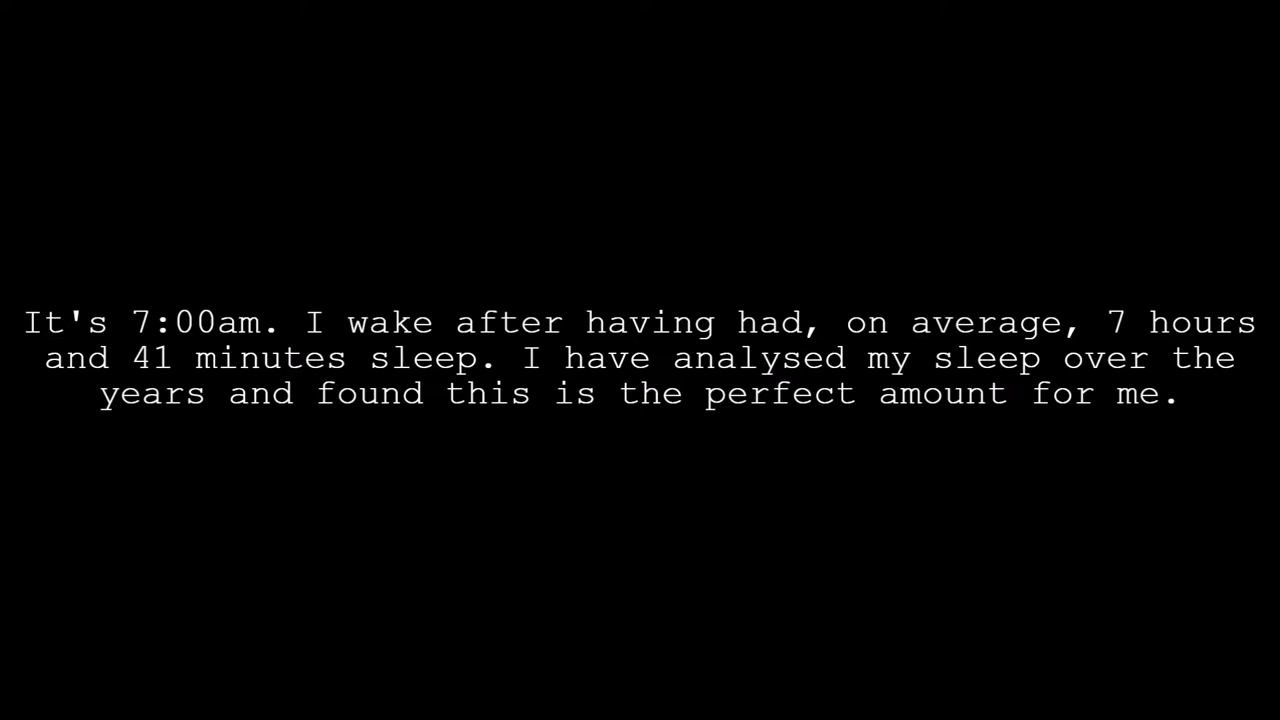 It's 7:00am. I wake after having had, on average, 7 hours
and 41 minutes sleep. I have analysed my sleep over the
years and found this is the perfect amount for me.